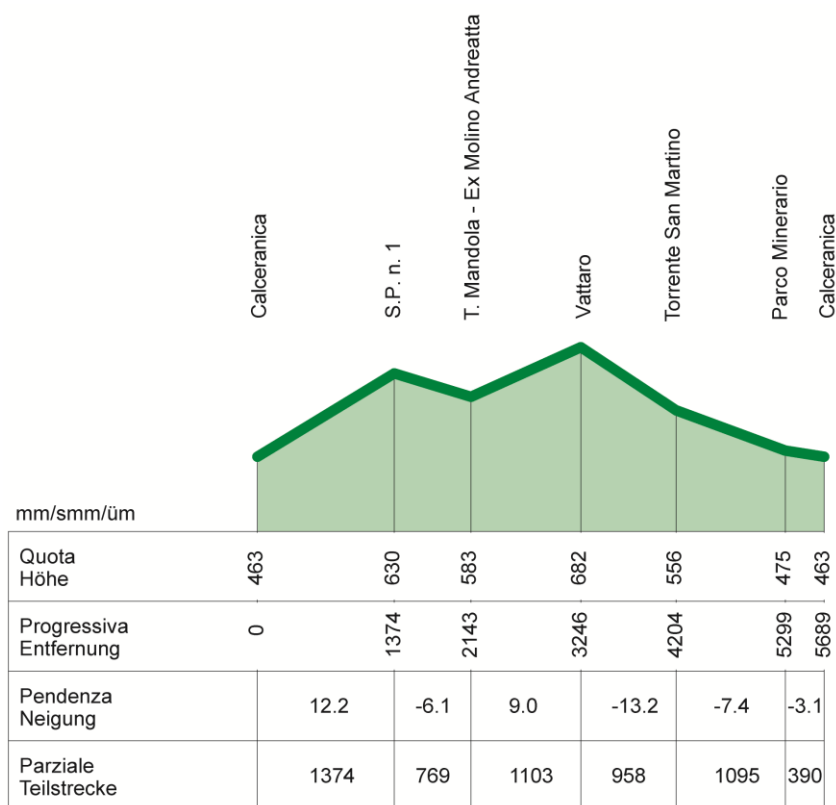 Calceranica
S.P. n. 1
T. Mandola - Ex Molino Andreatta
Vattaro
Torrente San Martino
Parco Minerario
Calceranica
mm/smm/üm
Quota
Höhe
463 630 583 682 556 475 463
Progressiva
Entfernung
0 1374 2143 3246 4204 5299 5689
Pendenza
Neigung
12.2 -6.1 9.0 -13.2 -7.4 -3.1
Parziale
Teilstrecke
1374 769 1103 958 1095 390